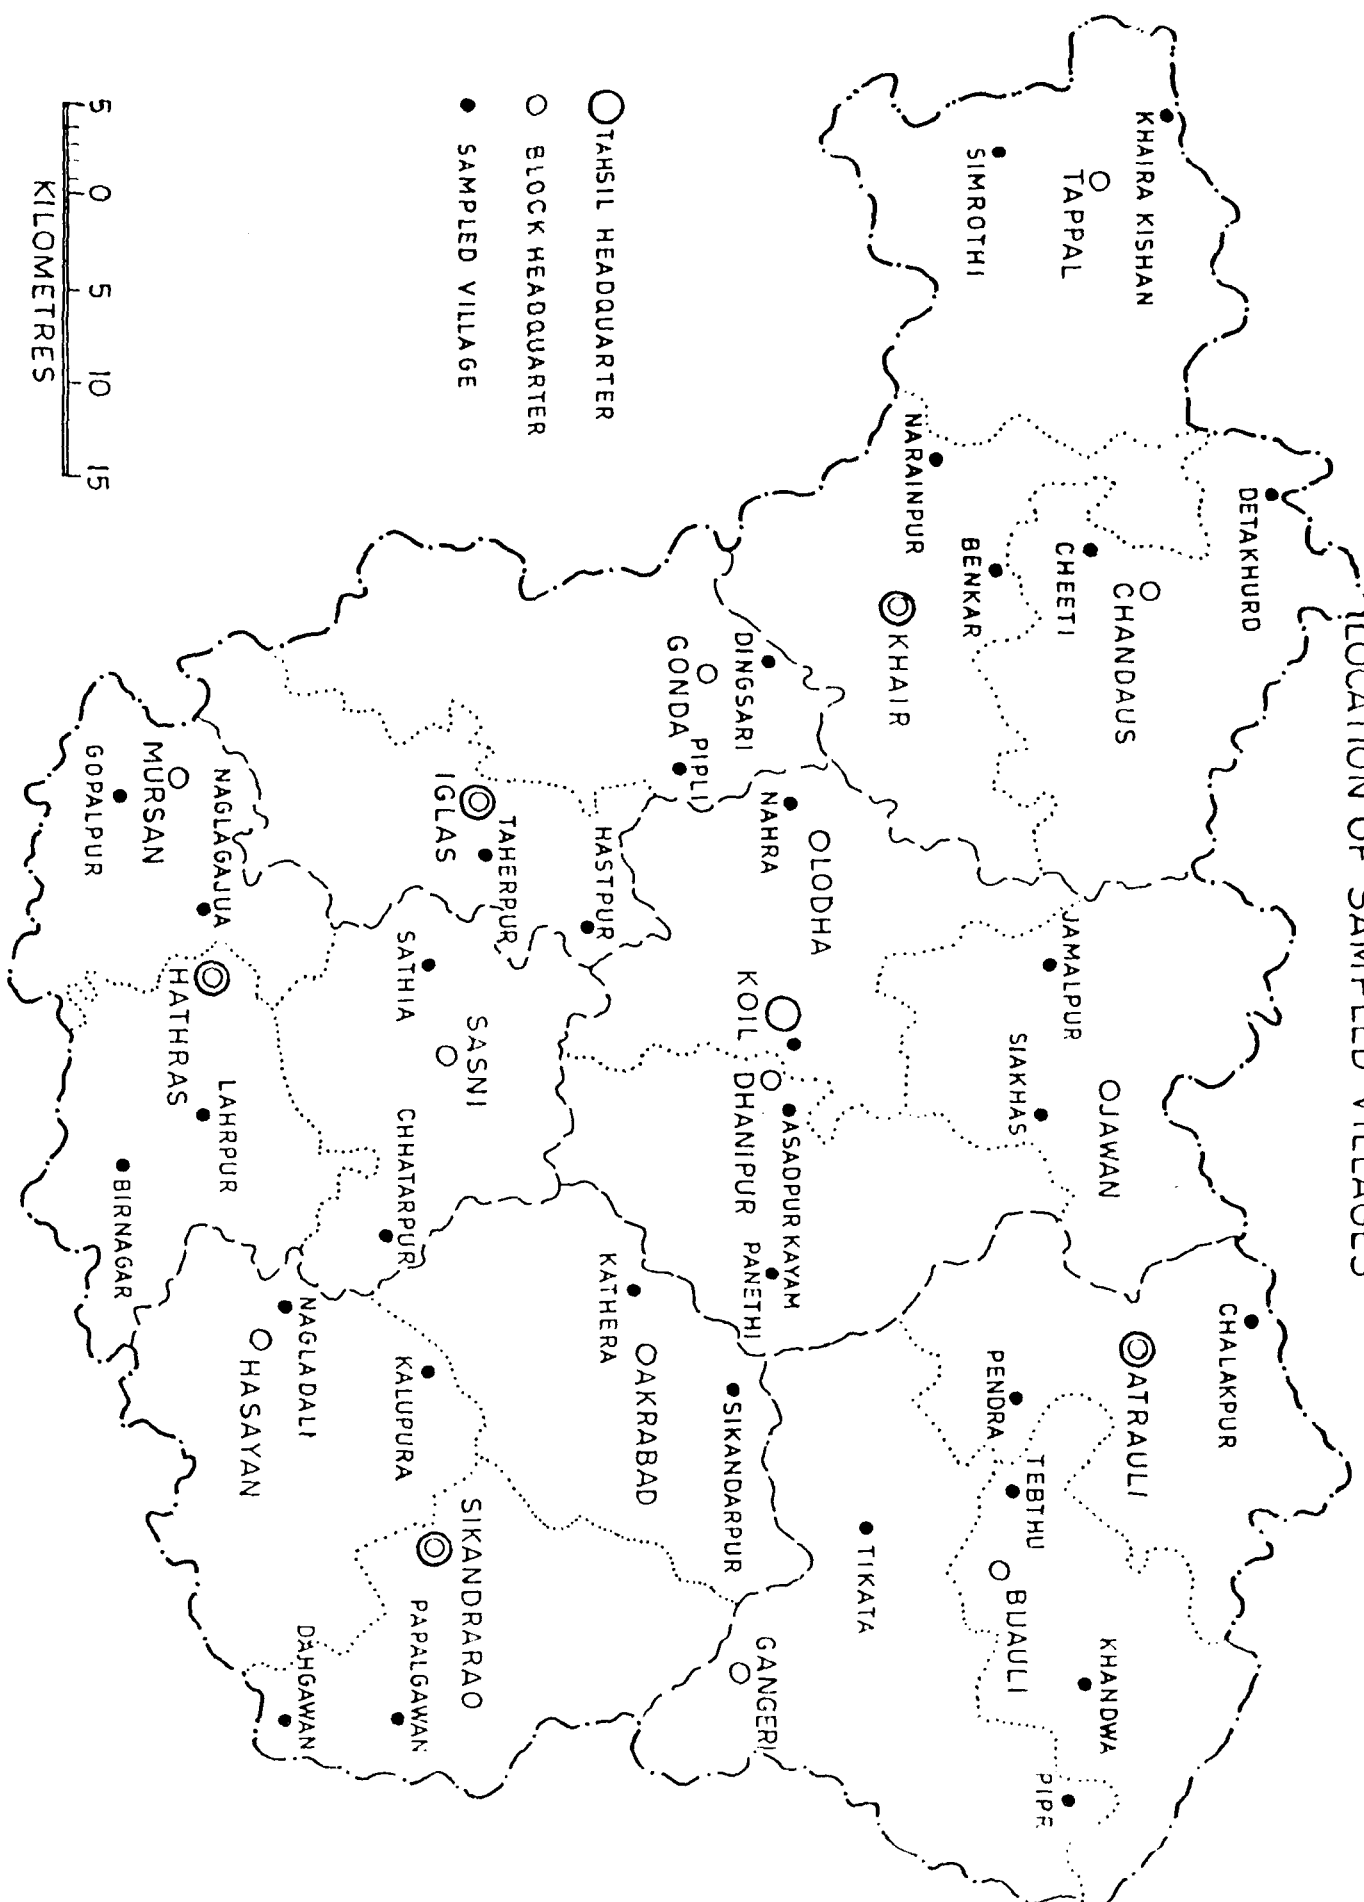 LOCATION OF SAMPLED VILLAGES
KHAIRA KISHAN
TAPPAL
SIMROTHI
DETAKHURD
CHANDAUS
CHEETI
BENKAR
NARAINPUR
KHAIR
DINGSARI
GONDA
PIPLI
NAHRA
LODHA
JAMALPUR
SIAKHAS
JAWAN
KOIL
DHANIPUR
ASADPUR KAYAM
PANETHI
CHALAKPUR
ATRAULI
PENDRA
TEBTHU
BIJAULI
KHANDWA
TIKATA
GANGERI
SIKANDARPUR
AKRABAD
KATHERA
HASTPUR
TAHERPUR
IGLAS
SATHIA
SASNI
CHHATARPUR
MURSAN
GOPALPUR
NAGLAGAJUA
HATHRAS
LAHRPUR
BIRNAGAR
NAGLADALI
HASAYAN
KALUPURA
SIKANDRARAO
PAPALGAWAN
DAHGAWAN
TAHSIL HEADQUARTER
BLOCK HEADQUARTER
SAMPLED VILLAGE
5 0 5 10 15
KILOMETRES